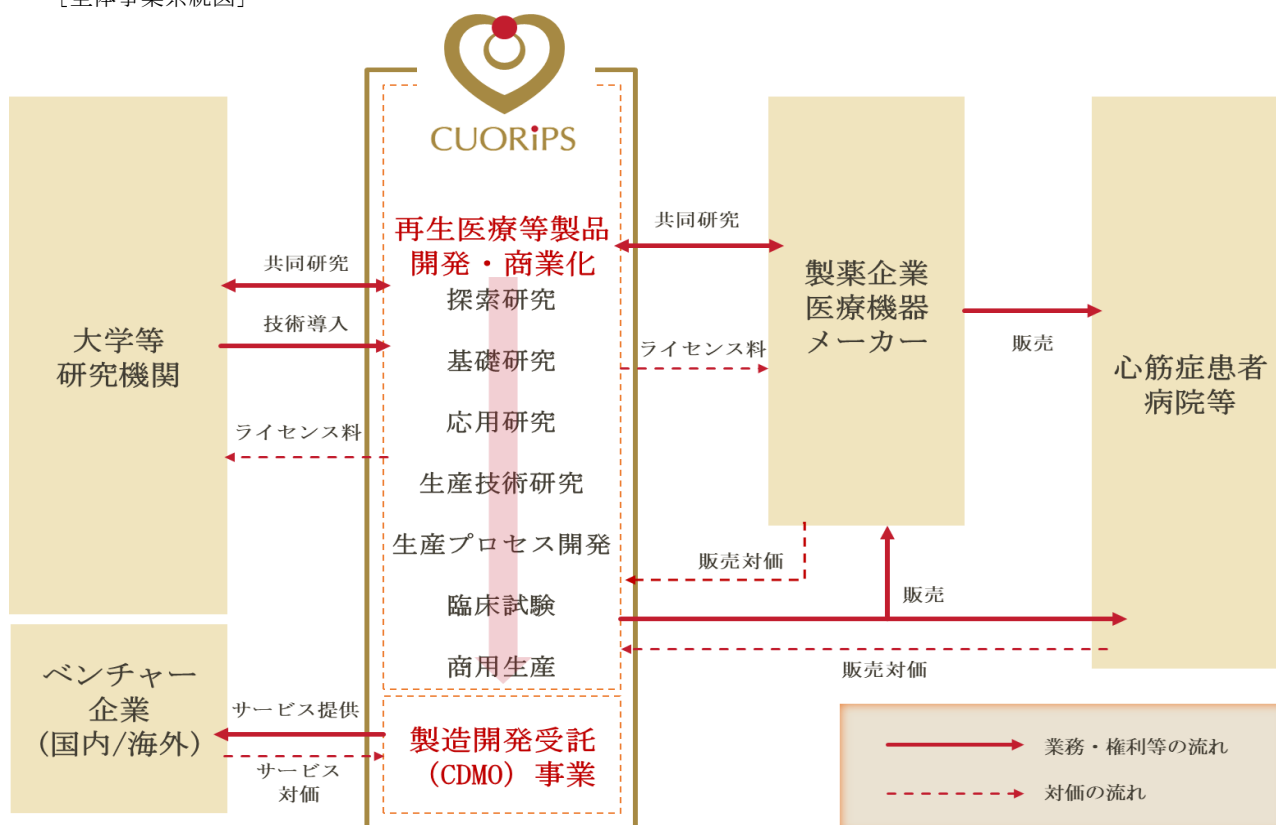 [全体事業系統図]
CUORiPS
再生医療等製品
開発・商業化
探索研究
基礎研究
応用研究
生産技術研究
生産プロセス開発
臨床試験
商用生産
製造開発受託
(CDMO) 事業
大学等
研究機関
共同研究
技術導入
ライセンス料
ベンチャー
企業
(国内/海外)
サービス提供
サービス
対価
共同研究
ライセンス料
製薬企業
医療機器
メーカー
販売
販売対価
販売
販売対価
心筋症患者
病院等
業務・権利等の流れ
対価の流れ